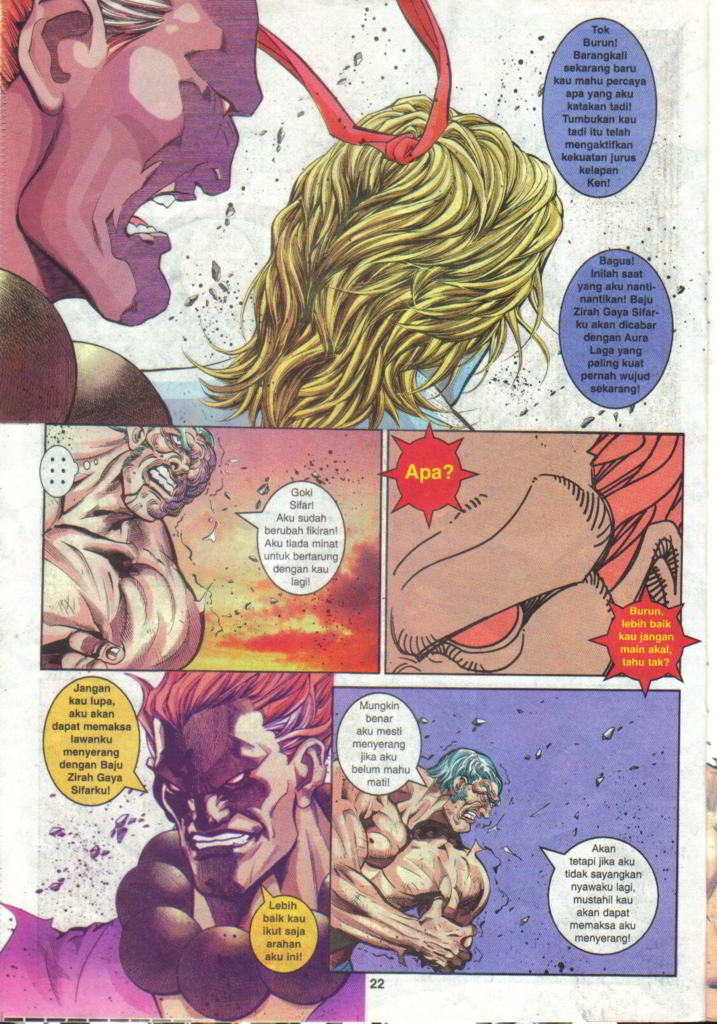 Tok
Burun!
Barangkali
sekarang baru
kau mahu percaya
apa yang aku
katakan tadi!
Tumbukan kau
tadi itu telah
mengaktifkan
kekuatan jurus
kelapan
Ken!
Bagus!
Inilah saat
yang aku nanti-
nantikan! Baju
Zirah Gaya Sifar-
ku akan dicabar
dengan Aura
Laga yang
paling kuat
pernah wujud
sekarang!
Goki
Sifar!
Aku sudah
berubah fikiran!
Aku tiada minat
untuk bertarung
dengan kau
lagi!
Apa?
Burun,
lebih baik
kau jangan
main akal,
tahu tak?
Jangan
kau lupa,
aku akan
dapat memaksa
lawanku
menyerang
dengan Baju
Zirah Gaya
Sifarku!
Lebih
baik kau
ikut saja
arahan
aku ini!
Mungkin
benar
aku mesti
menyerang
jika aku
belum mahu
mati!
Akan
tetapi jika aku
tidak sayangkan
nyawaku lagi,
mustahil kau
akan dapat
memaksa aku
menyerang!
22